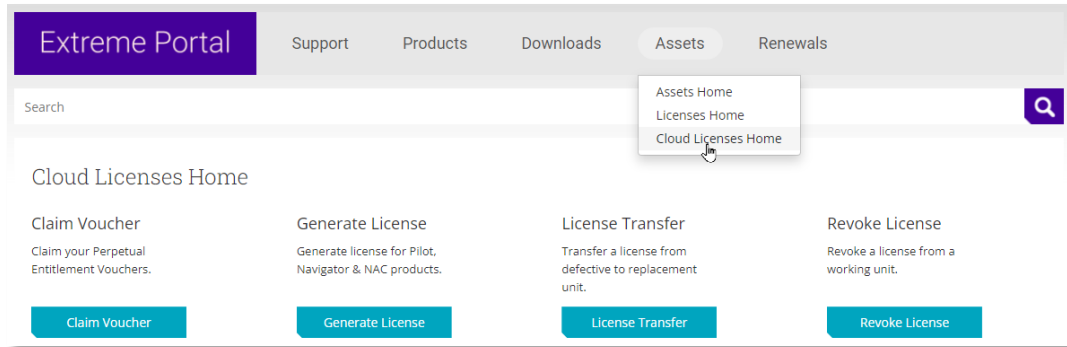 Extreme Portal
Support
Products
Downloads
Assets
Renewals
Search
Assets Home
Licenses Home
Cloud Licenses Home
Cloud Licenses Home
Claim Voucher
Claim your Perpetual
Entitlement Vouchers.
Claim Voucher
Generate License
Generate license for Pilot,
Navigator & NAC products.
Generate License
License Transfer
Transfer a license from
defective to replacement
unit.
License Transfer
Revoke License
Revoke a license from a
working unit.
Revoke License